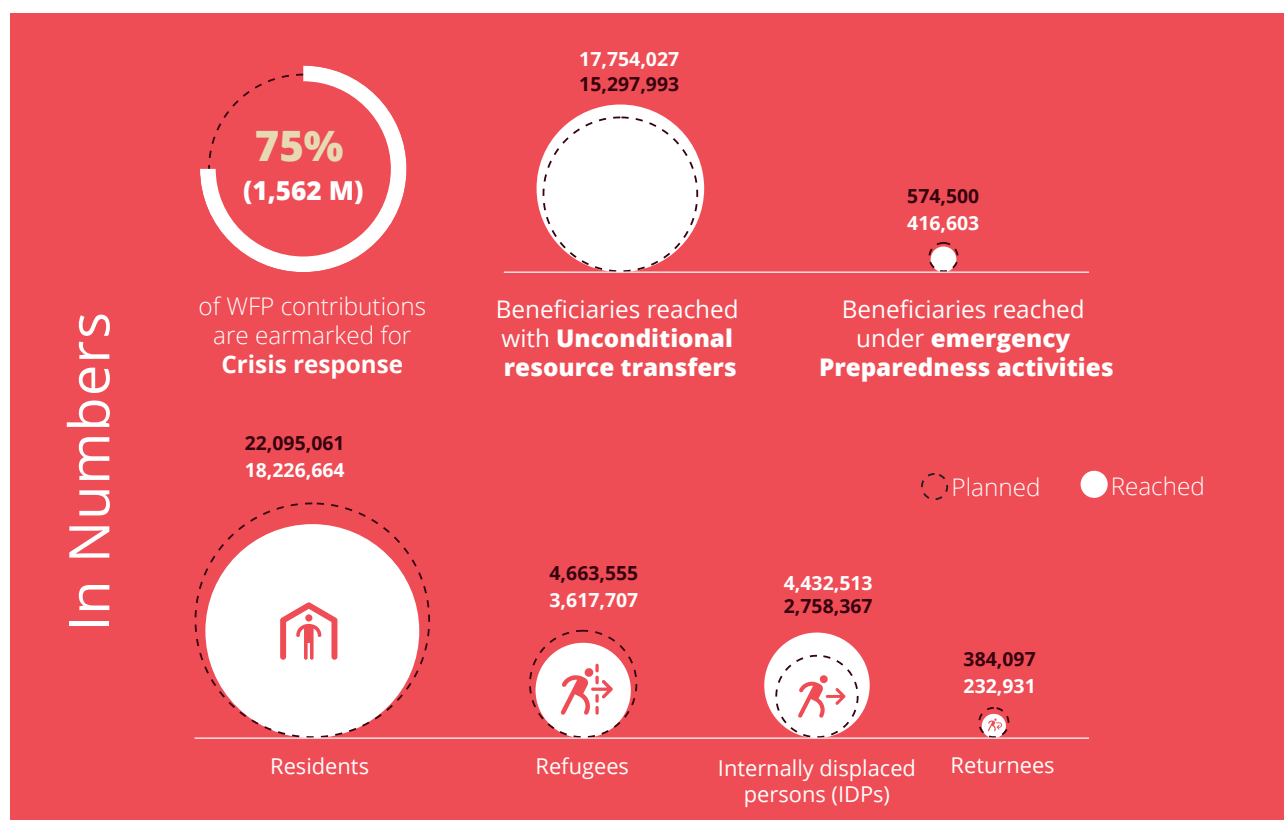 In Numbers
75%
(1,562 M)
of WFP contributions
are earmarked for
Crisis response
17,754,027
15,297,993
Beneficiaries reached
with Unconditional
resource transfers
574,500
416,603
Beneficiaries reached
under emergency
Preparedness activities
Planned
Reached
22,095,061
18,226,664
Residents
4,663,555
3,617,707
Refugees
4,432,513
2,758,367
Internally displaced
persons (IDPs)
384,097
232,931
Returnees